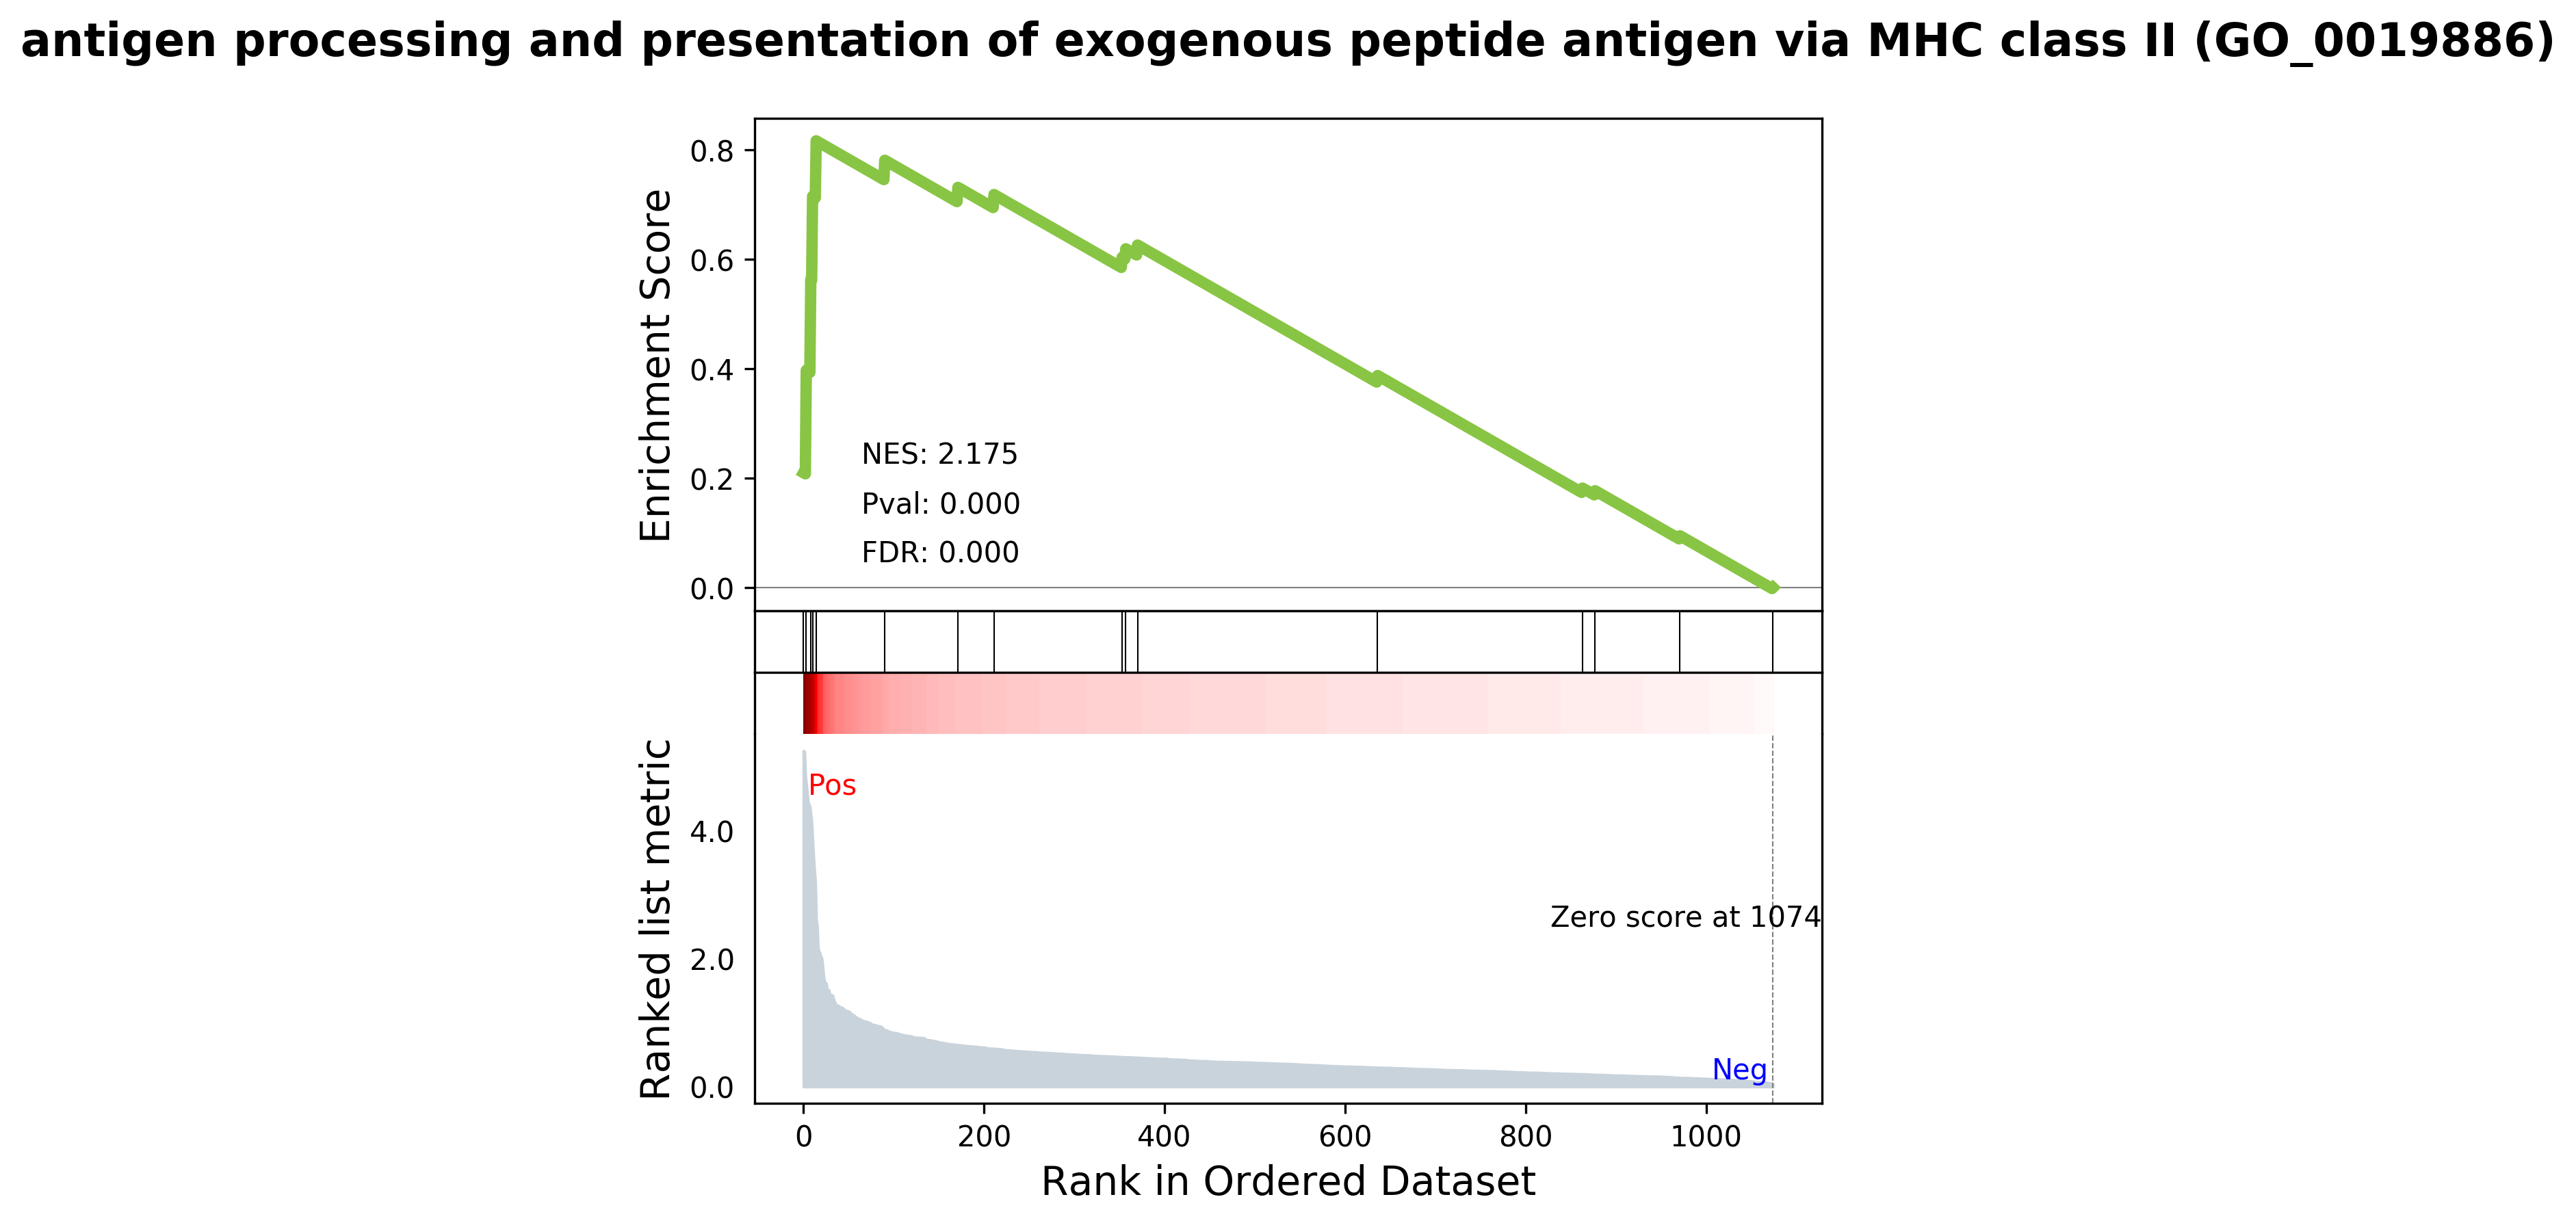 antigen processing and presentation of exogenous peptide antigen via MHC class II (GO_0019886)
Enrichment Score
0.8
0.6
0.4
0.2
0.0
NES: 2.175
Pval: 0.000
FDR: 0.000
Ranked list metric
4.0
2.0
0.0
Pos
Zero score at 1074
Neg
0 200 400 600 800 1000
Rank in Ordered Dataset